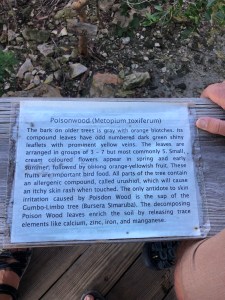 Poisonwood (Metopium toxiferum)
The bark on older trees is gray with orange blotches. Its
compound leaves have odd numbered dark green shiny
leaflets with prominent yellow veins. The leaves are
arranged in groups of 3 - 7 but most commonly 5. Small,
cream coloured flowers appear in spring and early
summer, followed by oblong orange-yellowish fruit. These
fruits are important bird food. All parts of the tree contain
an allergenic compound, called urushiol, which will cause
an itchy skin rash when touched. The only antidote to skin
irritation caused by Poisdon Wood is the sap of the
Gumbo-Limbo tree (Bursera Simaruba). The decomposing
Poison Wood leaves enrich the soil by releasing trace
elements like calcium, zinc, iron, and manganese.